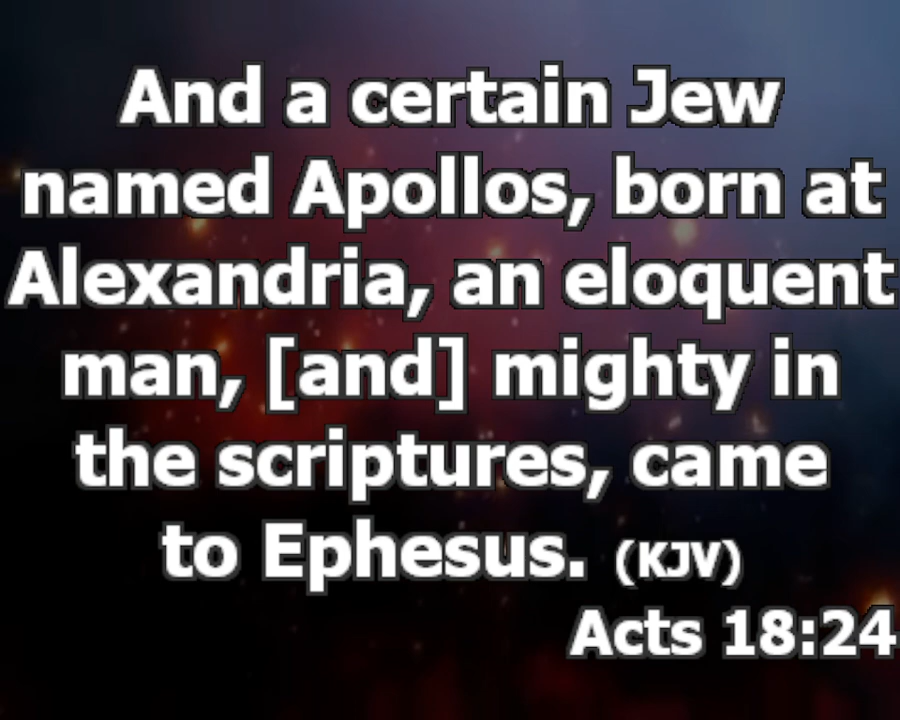 And a certain Jew
named Apollos, born at
Alexandria, an eloquent
man, [and] mighty in
the scriptures, came
to Ephesus. (KJV)
Acts 18:24